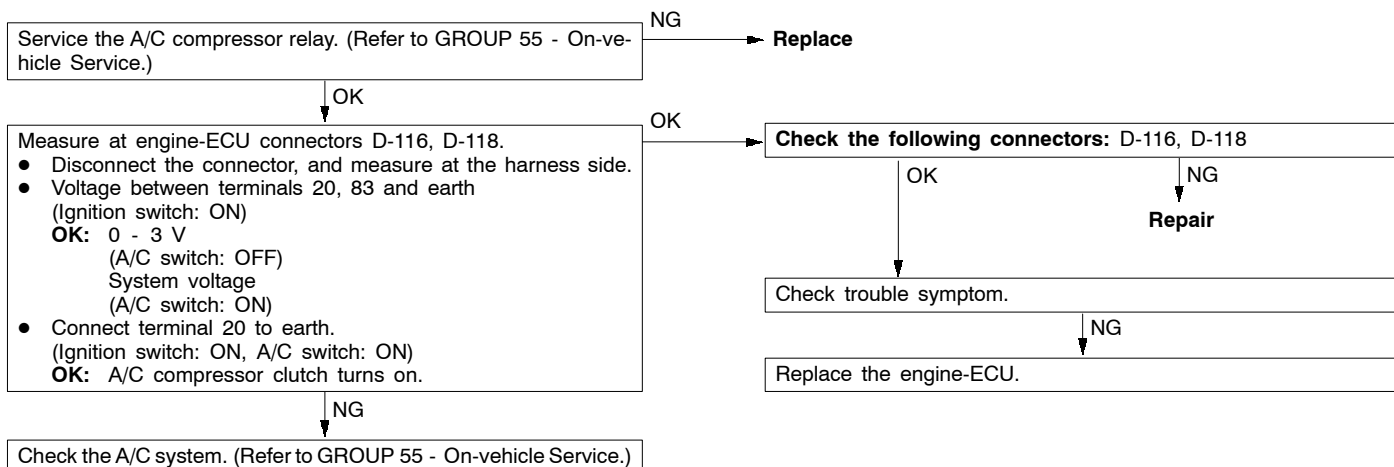 Service the A/C compressor relay. (Refer to GROUP 55 - On-ve-
hicle Service.)
NG
Replace
OK
Measure at engine-ECU connectors D-116, D-118.
● Disconnect the connector, and measure at the harness side.
● Voltage between terminals 20, 83 and earth
(Ignition switch: ON)
OK: 0 - 3 V
(A/C switch: OFF)
System voltage
(A/C switch: ON)
● Connect terminal 20 to earth.
(Ignition switch: ON, A/C switch: ON)
OK: A/C compressor clutch turns on.
OK
Check the following connectors: D-116, D-118
OK
NG
Repair
Check trouble symptom.
NG
Replace the engine-ECU.
NG
Check the A/C system. (Refer to GROUP 55 - On-vehicle Service.)